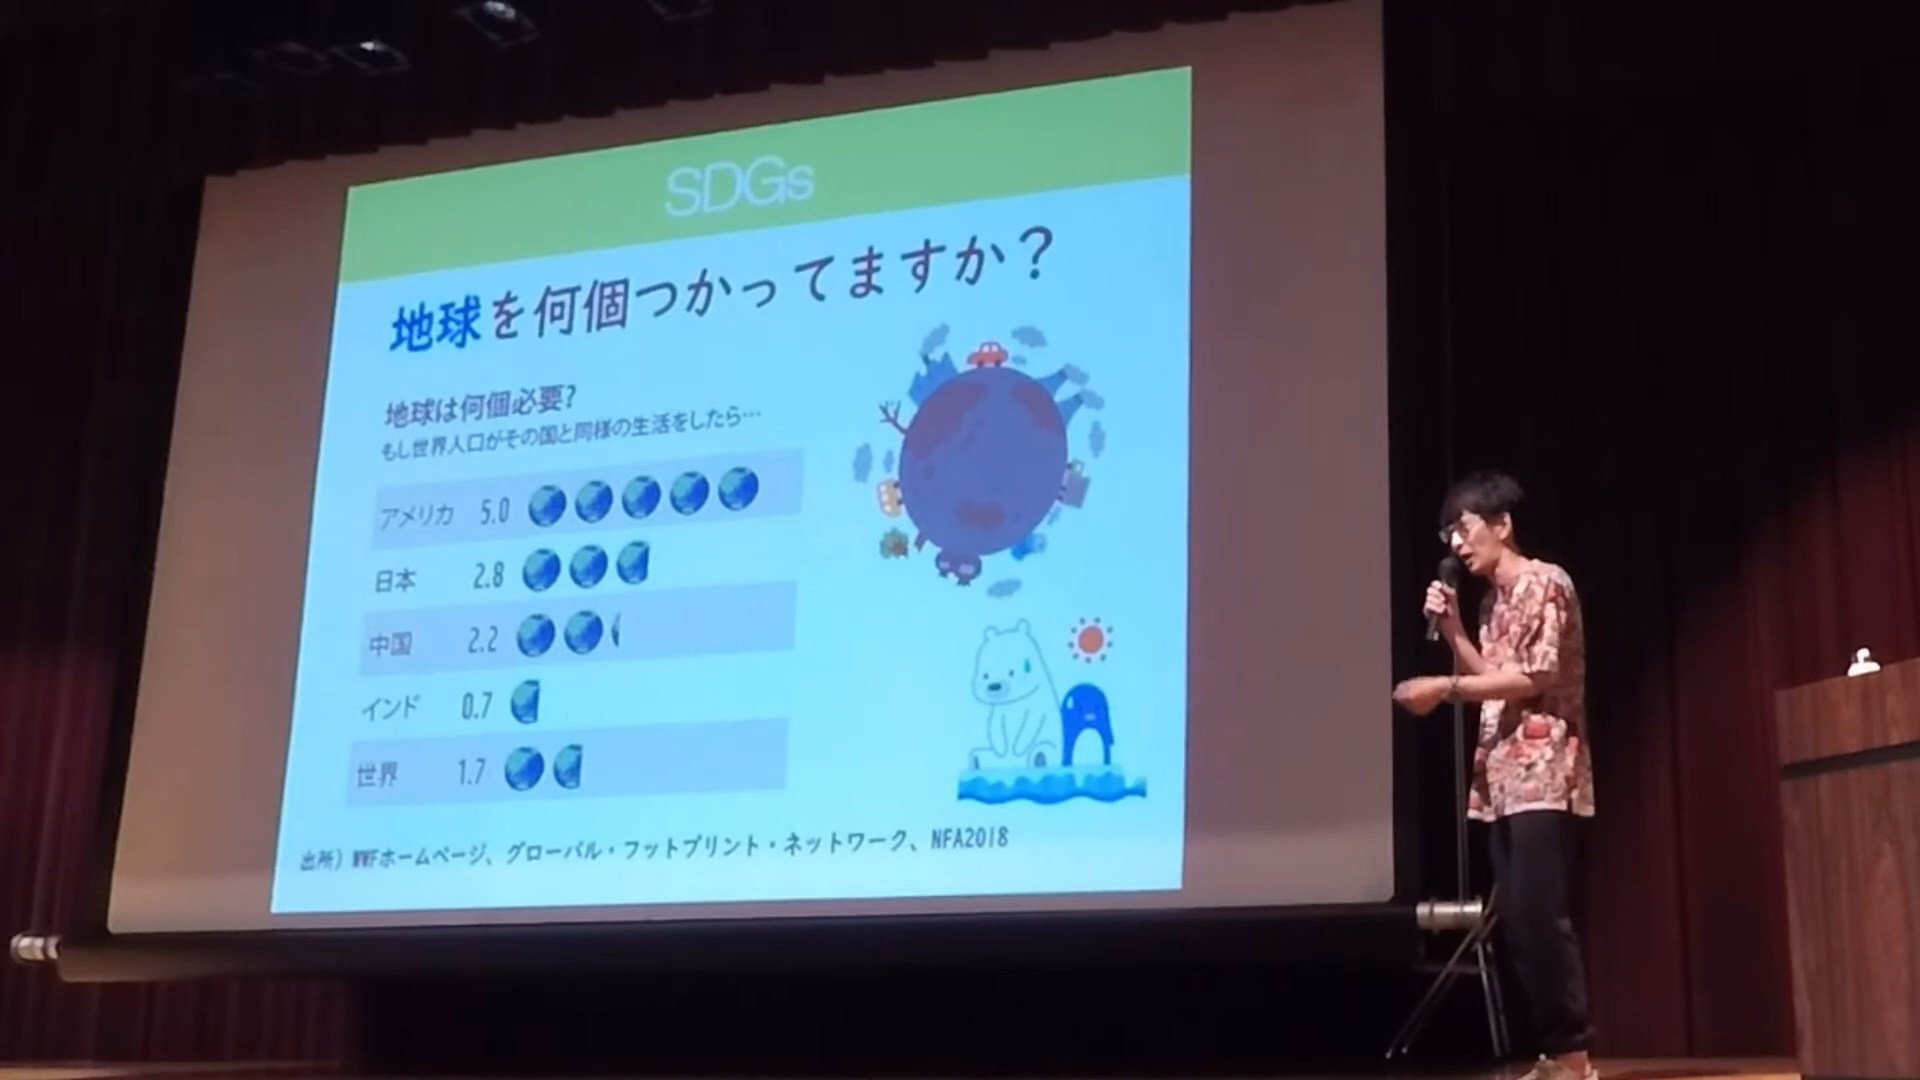 SDGs
地球を何個つかってますか？
地球は何個必要?
もし世界人口がその国と同様の生活をしたら…
アメリカ 5.0
日本 2.8
中国 2.2
インド 0.7
世界 1.7
出所）WWFホームページ、グローバル・フットプリント・ネットワーク、NFA2018